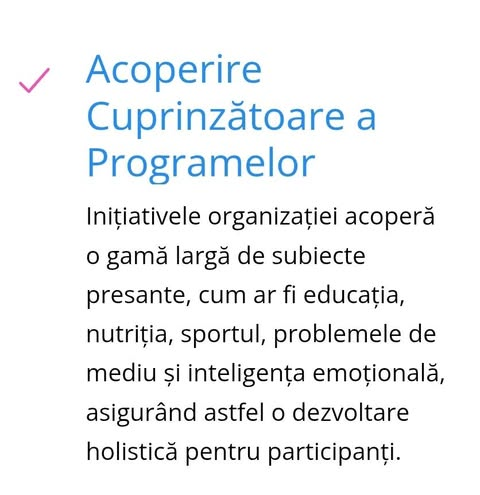 Acoperire
Cuprinzătoare a
Programelor
Inițiativele organizației acoperă
o gamă largă de subiecte
presante, cum ar fi educația,
nutriția, sportul, problemele de
mediu și inteligența emoțională,
asigurând astfel o dezvoltare
holistică pentru participanți.